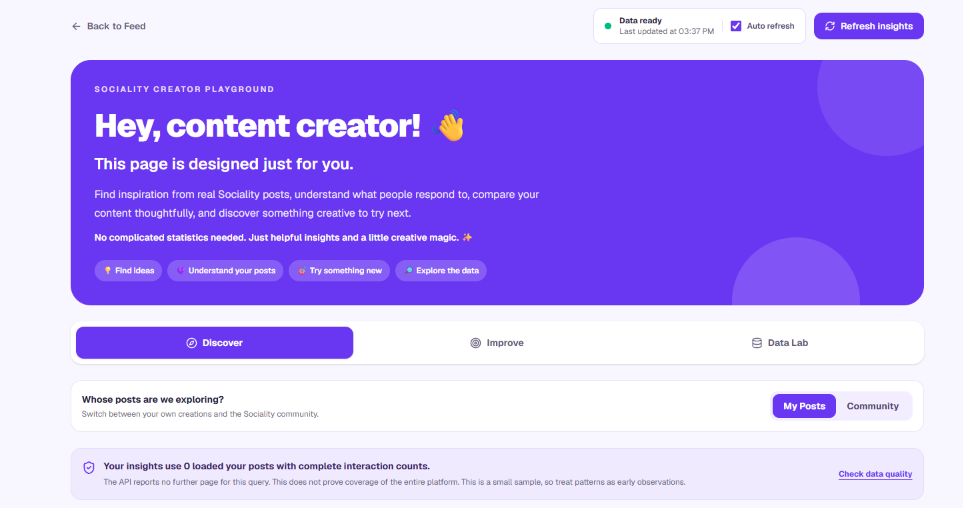 Back to Feed
Data ready
Last updated at 03:37 PM
Auto refresh
Refresh insights
SOCIALITY CREATOR PLAYGROUND
Hey, content creator! 👋
This page is designed just for you.
Find inspiration from real Sociality posts, understand what people respond to, compare your
content thoughtfully, and discover something creative to try next.
No complicated statistics needed. Just helpful insights and a little creative magic. ✨
Find ideas
Understand your posts
Try something new
Explore the data
Discover
Improve
Data Lab
Whose posts are we exploring?
Switch between your own creations and the Sociality community.
My Posts
Community
Your insights use 0 loaded your posts with complete interaction counts.
The API reports no further page for this query. This does not prove coverage of the entire platform. This is a small sample, so treat patterns as early observations.
Check data quality